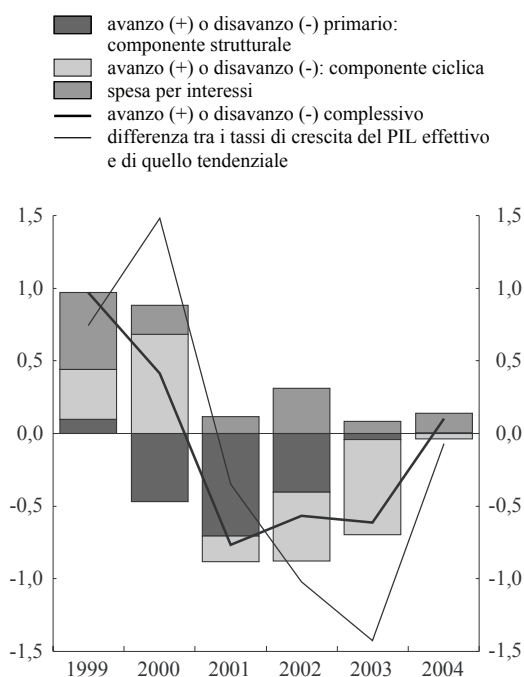 avanzo (+) o disavanzo (-) primario:
componente strutturale
avanzo (+) o disavanzo (-): componente ciclica
spesa per interessi
avanzo (+) o disavanzo (-) complessivo
differenza tra i tassi di crescita del PIL effettivo
e di quello tendenziale
1,5 1,5
1,0 1,0
0,5 0,5
0,0 0,0
-0,5 -0,5
-1,0 -1,0
-1,5 -1,5
1999 2000 2001 2002 2003 2004